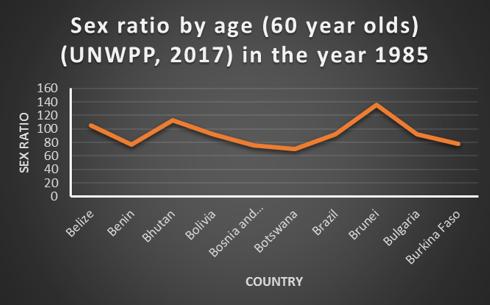 Sex ratio by age (60 year olds)
(UNWPP, 2017) in the year 1985
SEX RATIO
160
140
120
100
80
60
40
20
0
Belize
Benin
Bhutan
Bolivia
Bosnia and...
Botswana
Brazil
Brunei
Bulgaria
Burkina Faso
COUNTRY